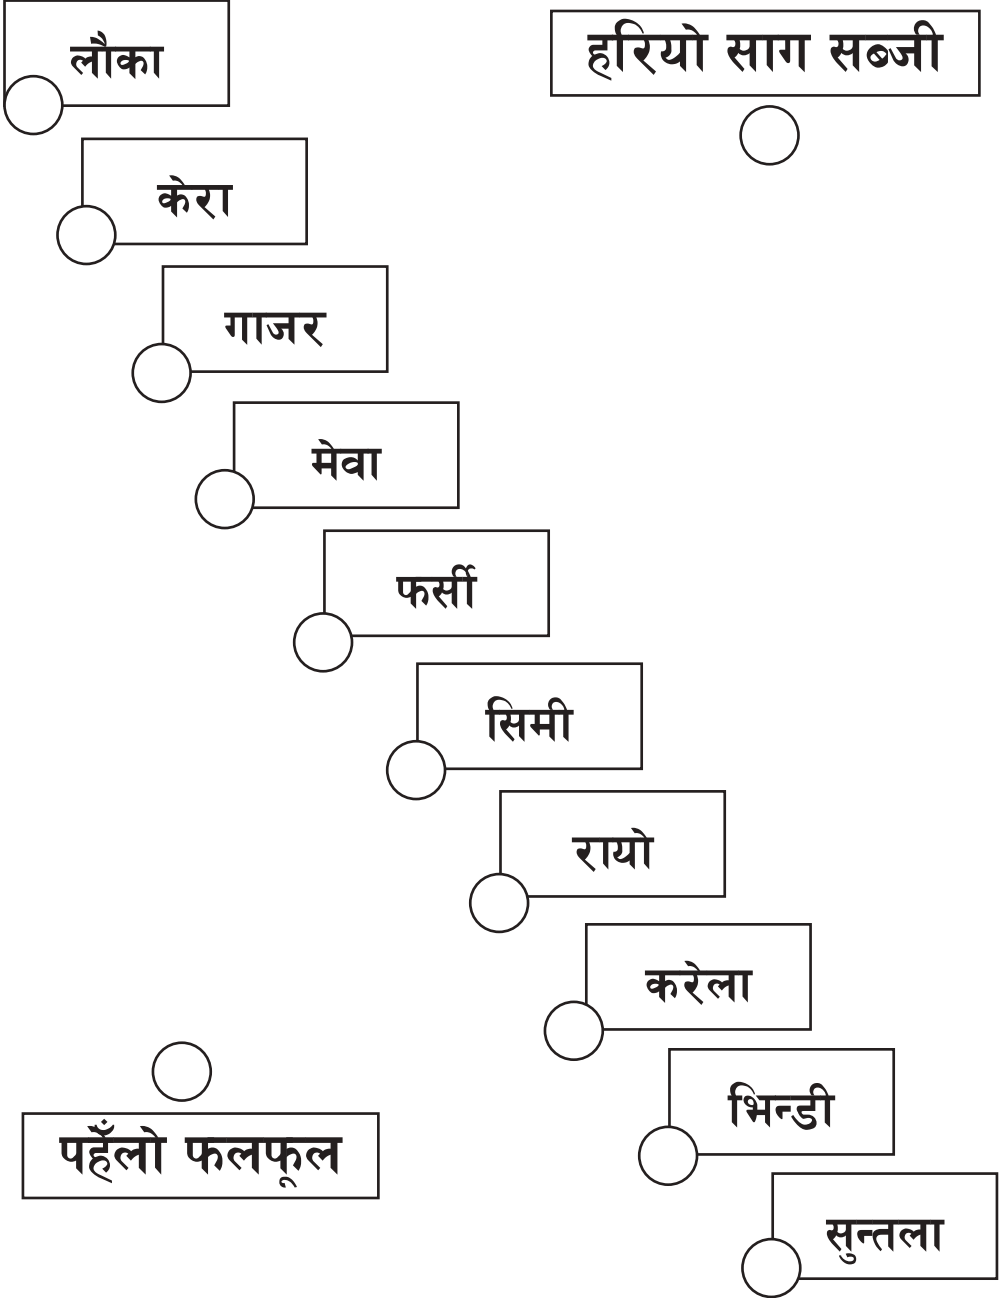 लौका
हरियो साग सब्जी
केरा
गाजर
मेवा
फर्सी
सिमी
रायो
करेला
भिन्डी
पहेँलो फलफूल
सुन्तला